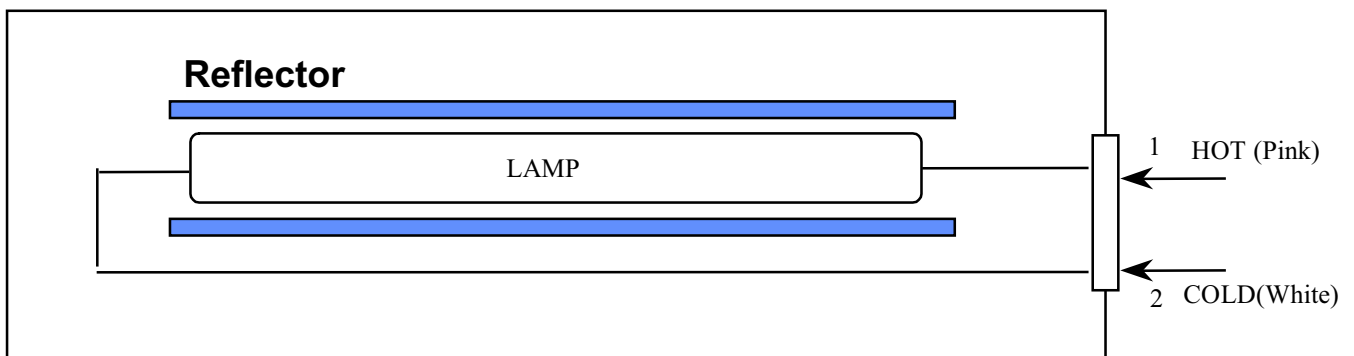 Reflector
LAMP
1
HOT (Pink)
2
COLD(White)